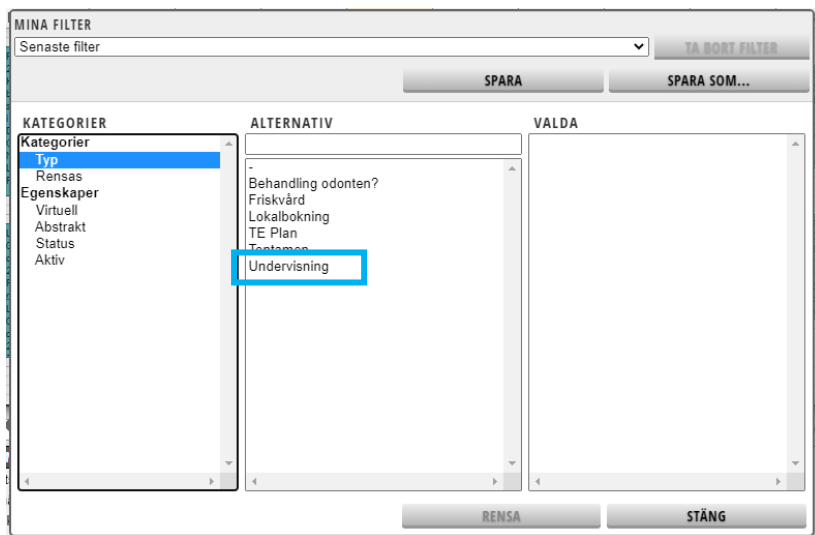 MINA FILTER
Senaste filter
TA BORT FILTER
SPARA
SPARA SOM...
KATEGORIER
Kategorier
Typ
Rensas
Egenskaper
Virtuell
Abstrakt
Status
Aktiv
ALTERNATIV
-
Behandling odonten?
Friskvård
Lokalbokning
TE Plan
Tentamen
Undervisning
VALDA
RENSA
STÄNG